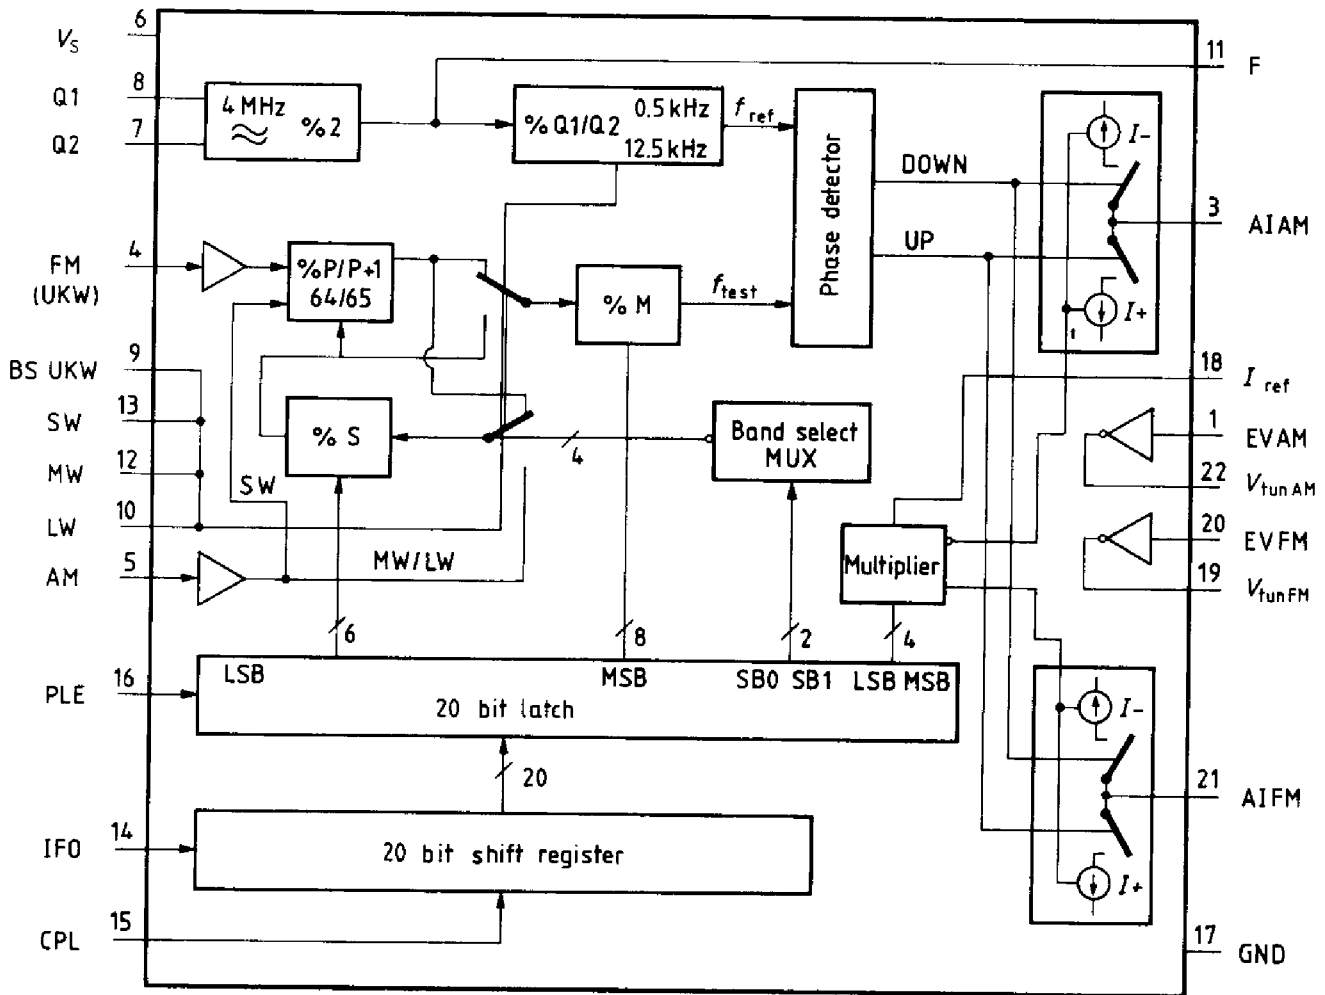 6
V_S
11
F
8
Q1
7
Q2
4 MHz
% 2
% Q1/Q2
0.5 kHz
12.5 kHz
f_ref
Phase detector
DOWN
UP
I-
I+
3
AIAM
4
FM
(UKW)
% P/P+1
64/65
% M
f_test
9
BS UKW
13
SW
12
MW
10
LW
5
AM
% S
SW
MW/LW
4
Band select
MUX
18
I_ref
1
EVAM
22
V_tun AM
20
EVFM
19
V_tun FM
Multiplier
6
8
2
4
16
PLE
LSB
MSB
SB0 SB1
LSB MSB
20 bit latch
20
14
IFO
20 bit shift register
15
CPL
I-
I+
21
AIFM
17
GND